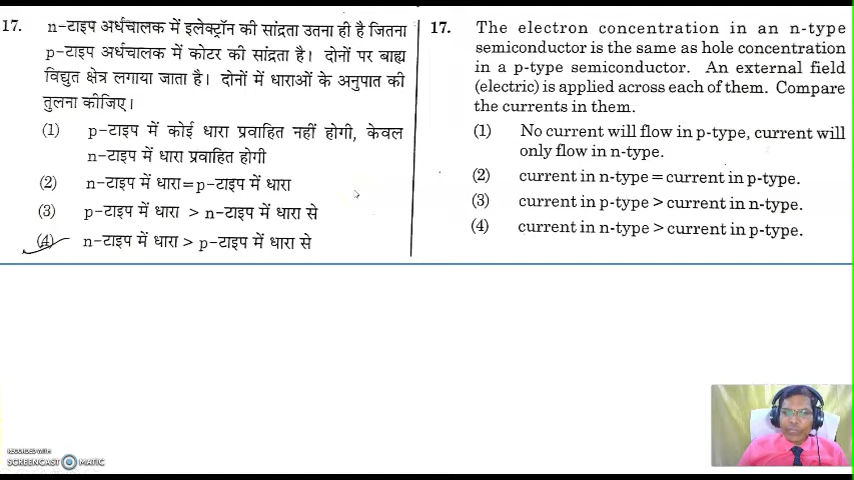 17. n-टाइप अर्धचालक में इलेक्ट्रॉन की सांद्रता उतना ही है जितना
p-टाइप अर्धचालक में कोटर की सांद्रता है। दोनों पर बाह्य
विद्युत क्षेत्र लगाया जाता है। दोनों में धाराओं के अनुपात की
तुलना कीजिए।
(1) p-टाइप में कोई धारा प्रवाहित नहीं होगी, केवल
n-टाइप में धारा प्रवाहित होगी
(2) n-टाइप में धारा=p-टाइप में धारा
(3) p-टाइप में धारा > n-टाइप में धारा से
(4) n-टाइप में धारा > p-टाइप में धारा से
17. The electron concentration in an n-type
semiconductor is the same as hole concentration
in a p-type semiconductor. An external field
(electric) is applied across each of them. Compare
the currents in them.
(1) No current will flow in p-type, current will
only flow in n-type.
(2) current in n-type = current in p-type.
(3) current in p-type > current in n-type.
(4) current in n-type > current in p-type.
RECORDED WITH
SCREENCAST MATIC